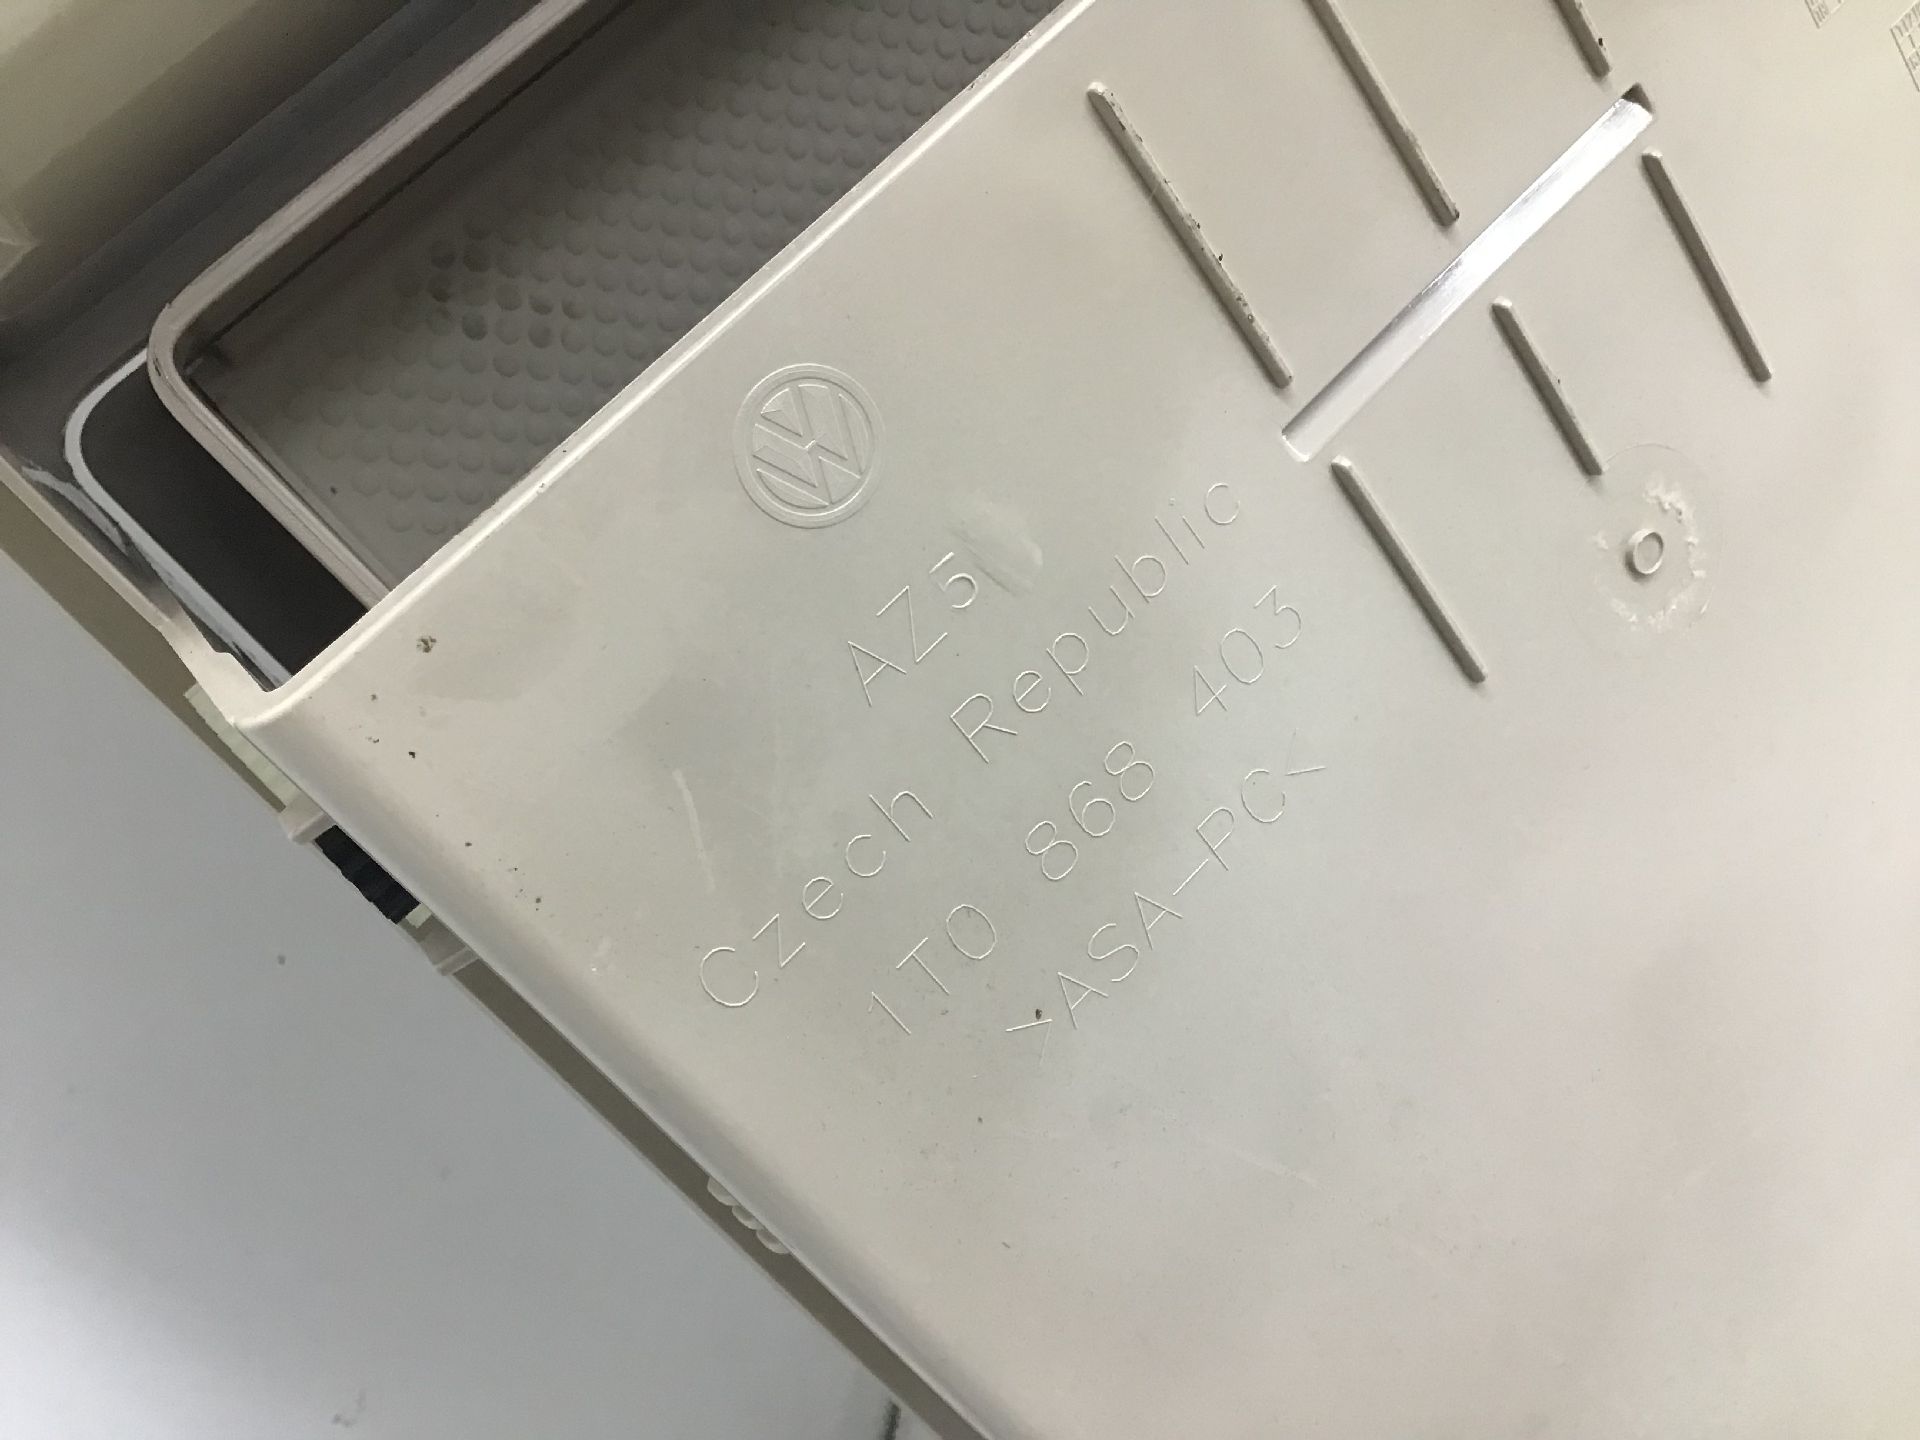 AZ5
Czech Republic
1T0 868 403
>ASA-PC<